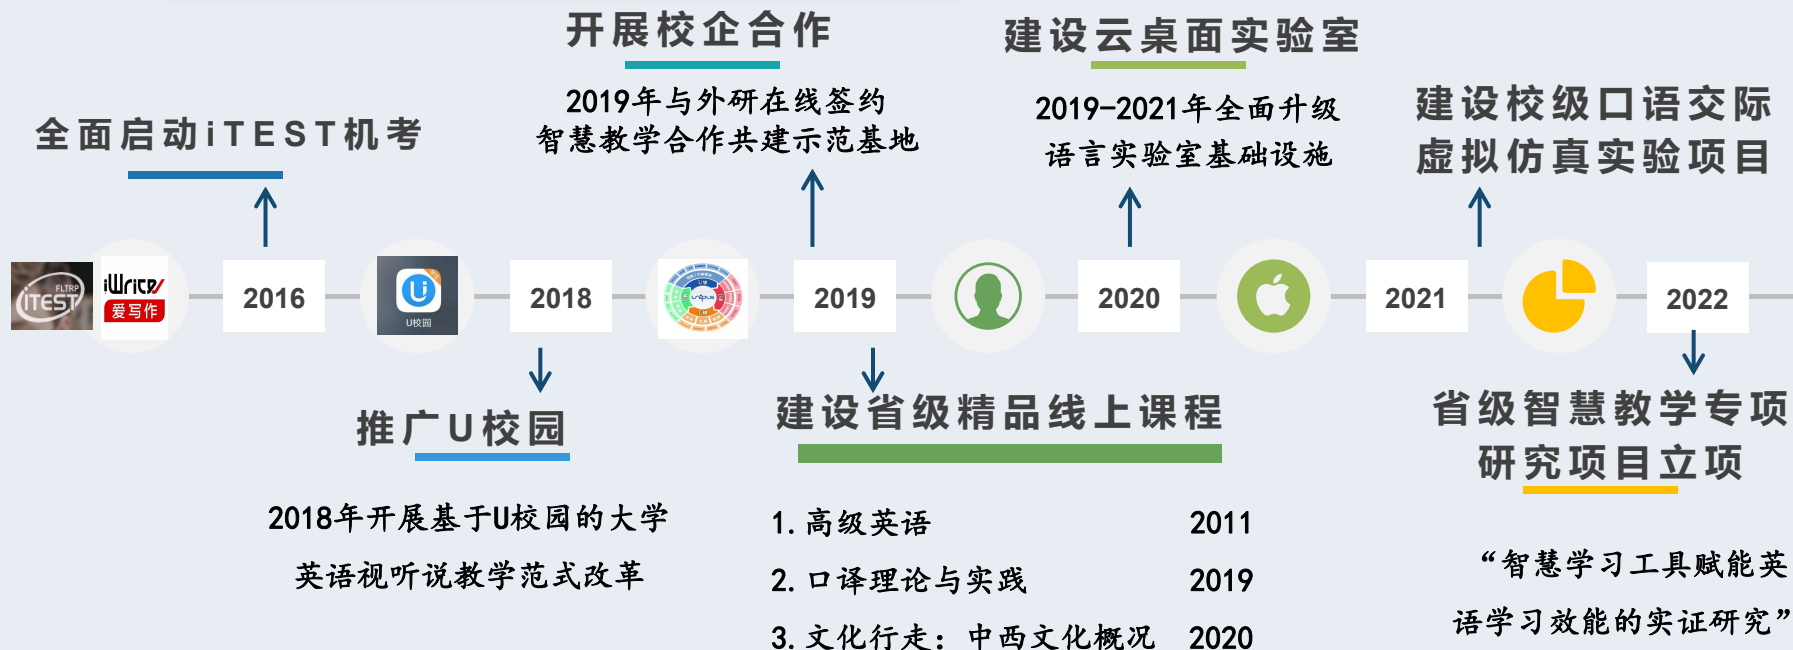 开展校企合作
2019年与外研在线签约
智慧教学合作共建示范基地
建设云桌面实验室
2019-2021年全面升级
语言实验室基础设施
建设校级口语交际
虚拟仿真实验项目
全面启动iTEST机考
FLTRP
iTEST
iWrite
爱写作
2016
U校园
2018
U学
unipus
2019
2020
2021
2022
推广U校园
2018年开展基于U校园的大学
英语视听说教学范式改革
建设省级精品线上课程
1.高级英语 2011
2.口译理论与实践 2019
3.文化行走：中西文化概况 2020
省级智慧教学专项
研究项目立项
“智慧学习工具赋能英
语学习效能的实证研究”